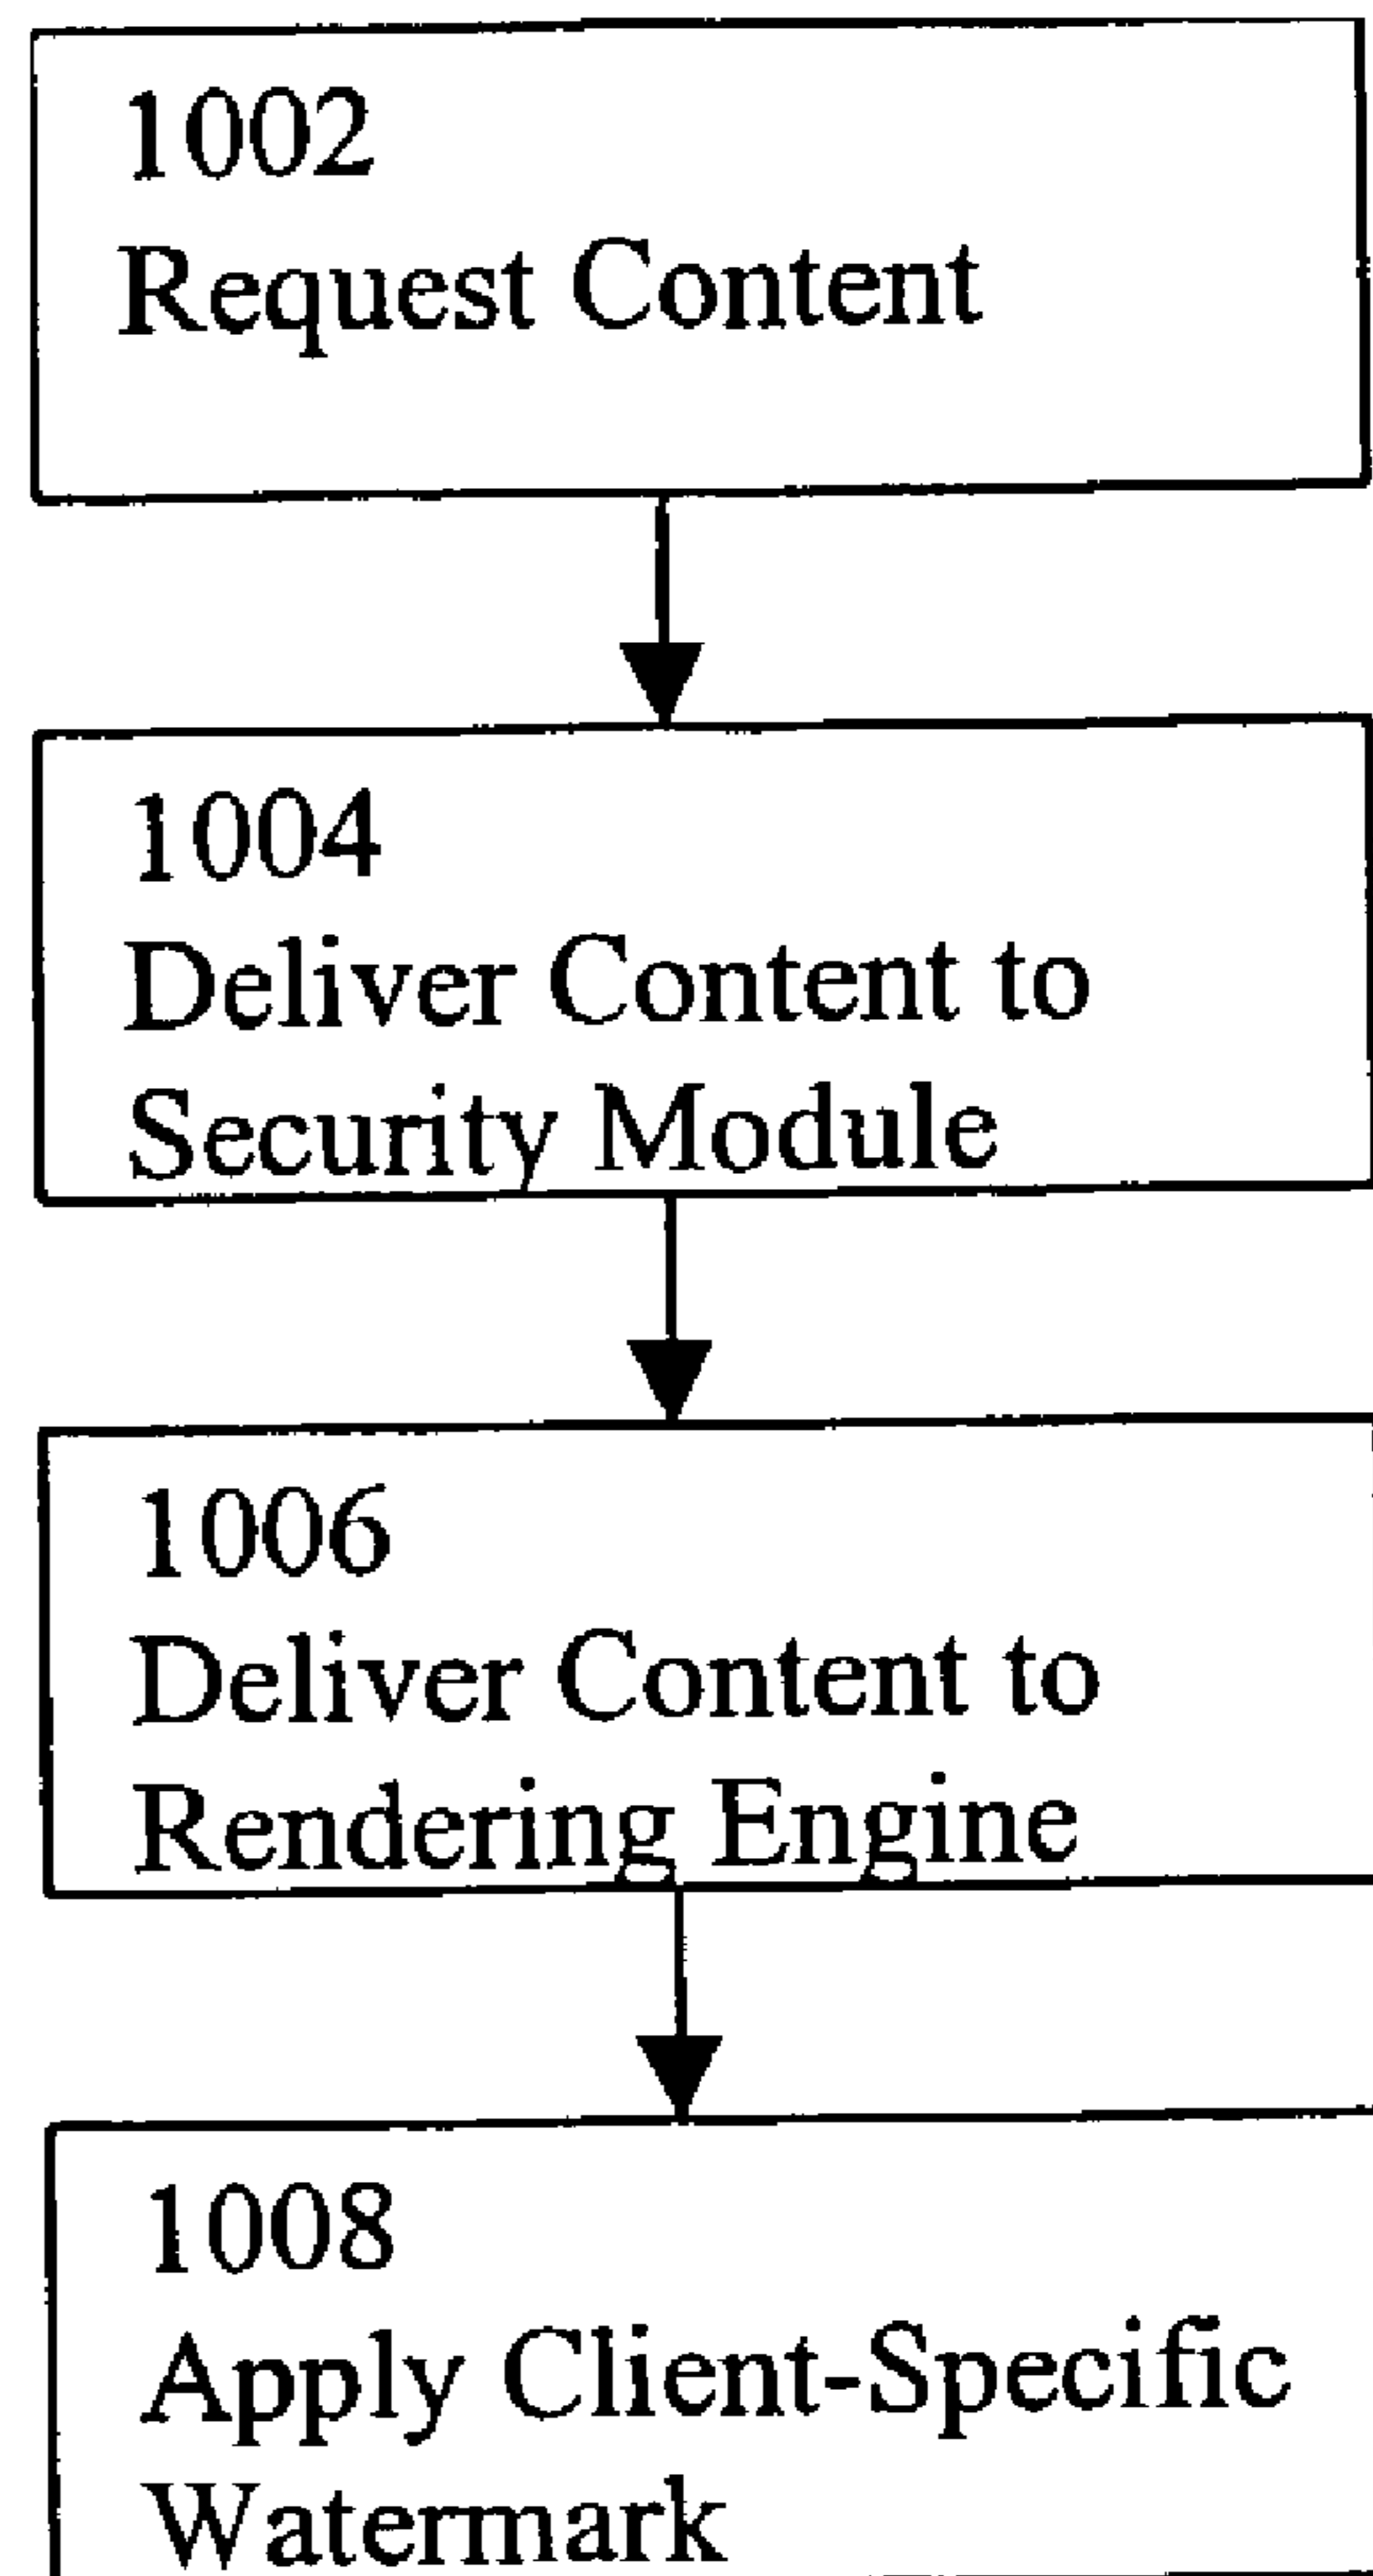 1002
Request Content
1004
Deliver Content to
Security Module
1006
Deliver Content to
Rendering Engine
1008
Apply Client-Specific
Watermark